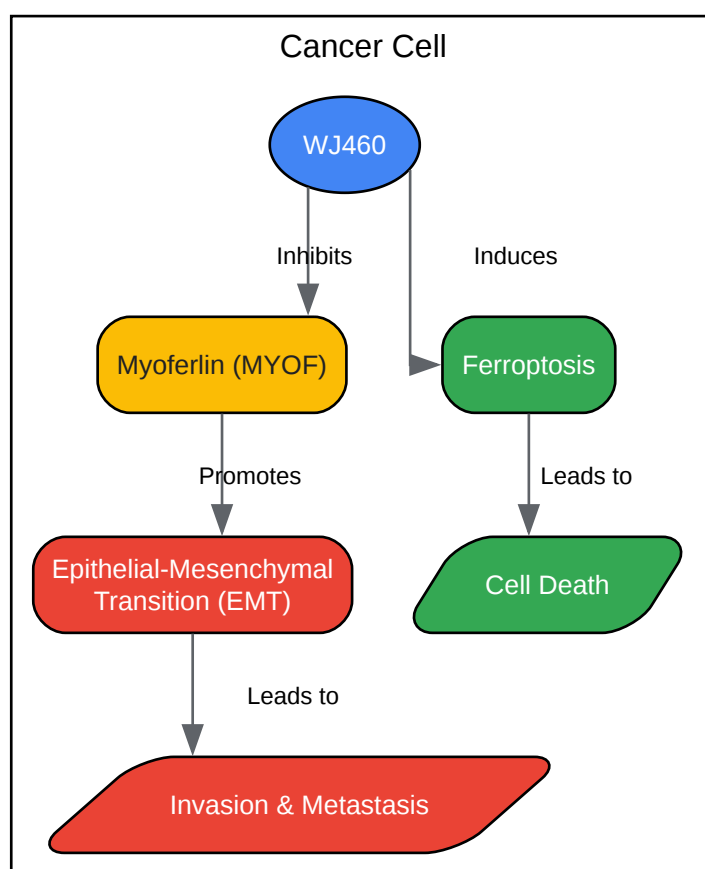 Cancer Cell
WJ460
Inhibits
Induces
Myoferlin (MYOF)
Ferroptosis
Promotes
Leads to
Epithelial-Mesenchymal
Transition (EMT)
Cell Death
Leads to
Invasion & Metastasis